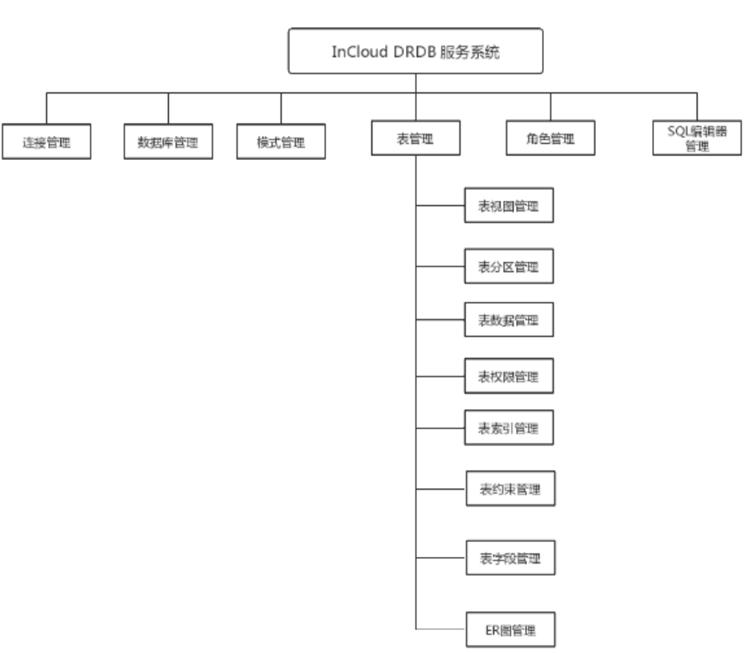 InCloud DRDB 服务系统
连接管理
数据库管理
模式管理
表管理
角色管理
SQL编辑器
管理
表视图管理
表分区管理
表数据管理
表权限管理
表索引管理
表约束管理
表字段管理
ER图管理